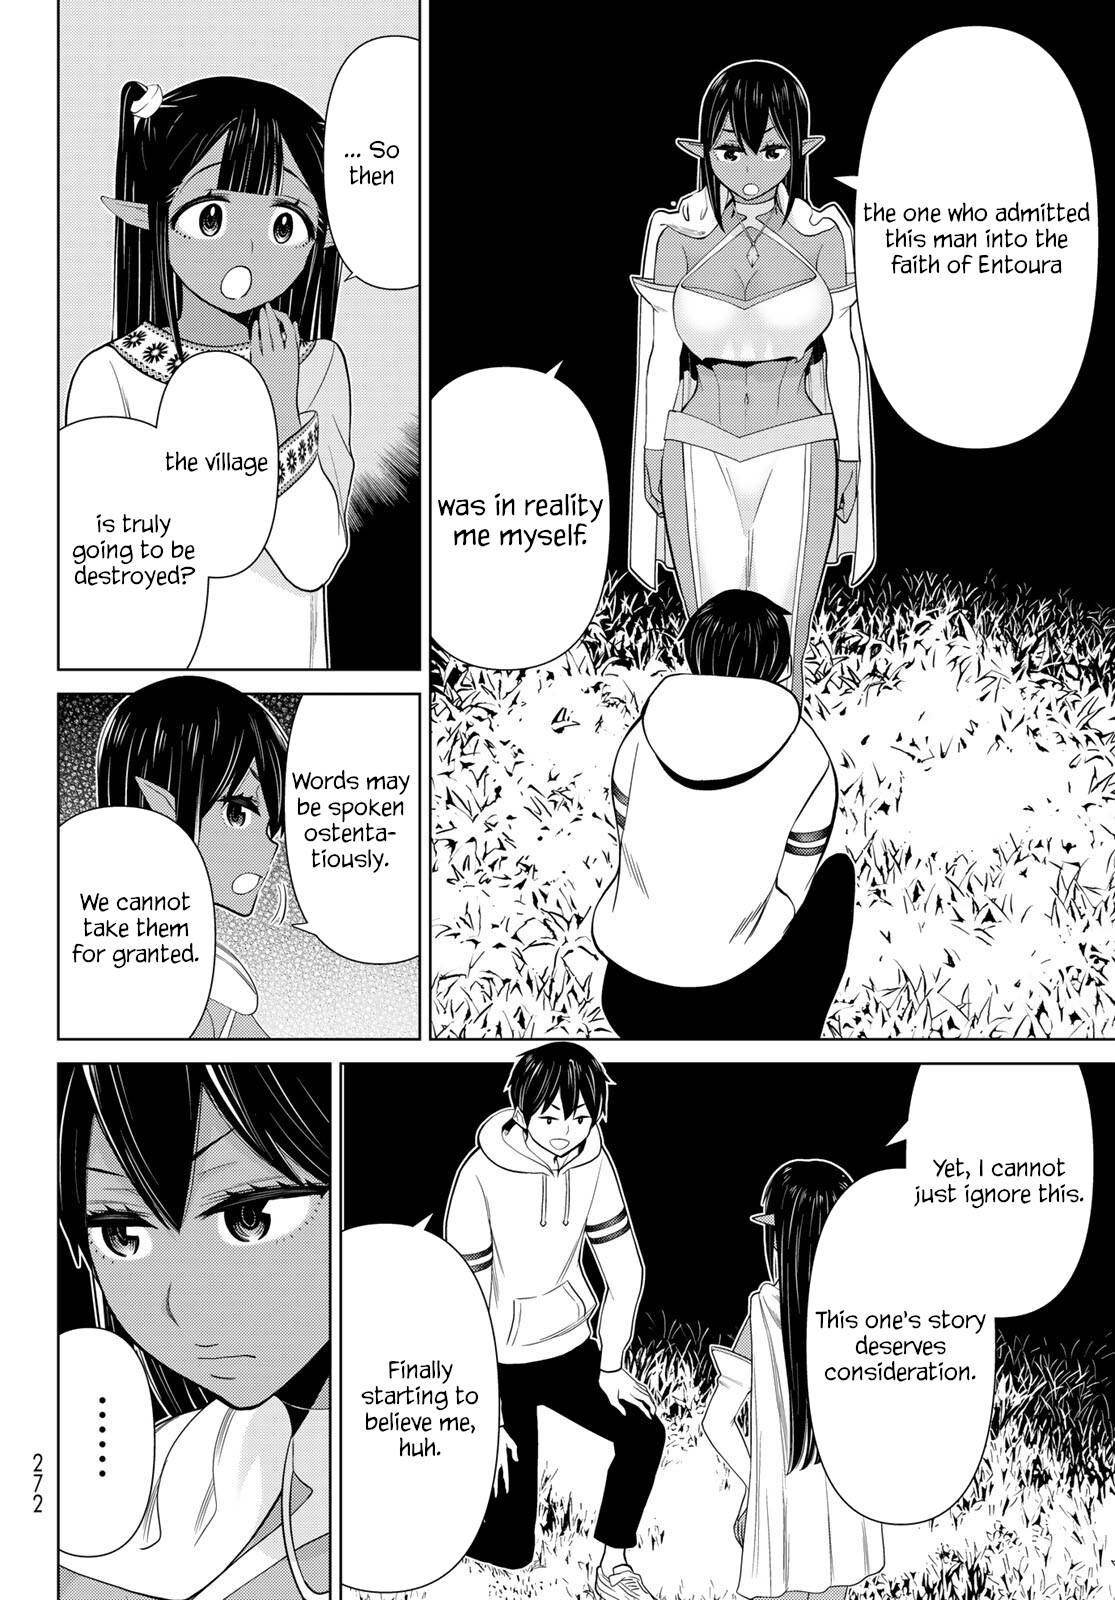 the one who admitted
this man into the
faith of Entoura
was in reality
me myself.
... So
then
the village
is truly
going to be
destroyed?
Words may
be spoken
ostenta-
tiously.
We cannot
take them
for granted.
Yet, I cannot
just ignore this.
This one's story
deserves
consideration.
Finally
starting to
believe me,
huh.
......
272